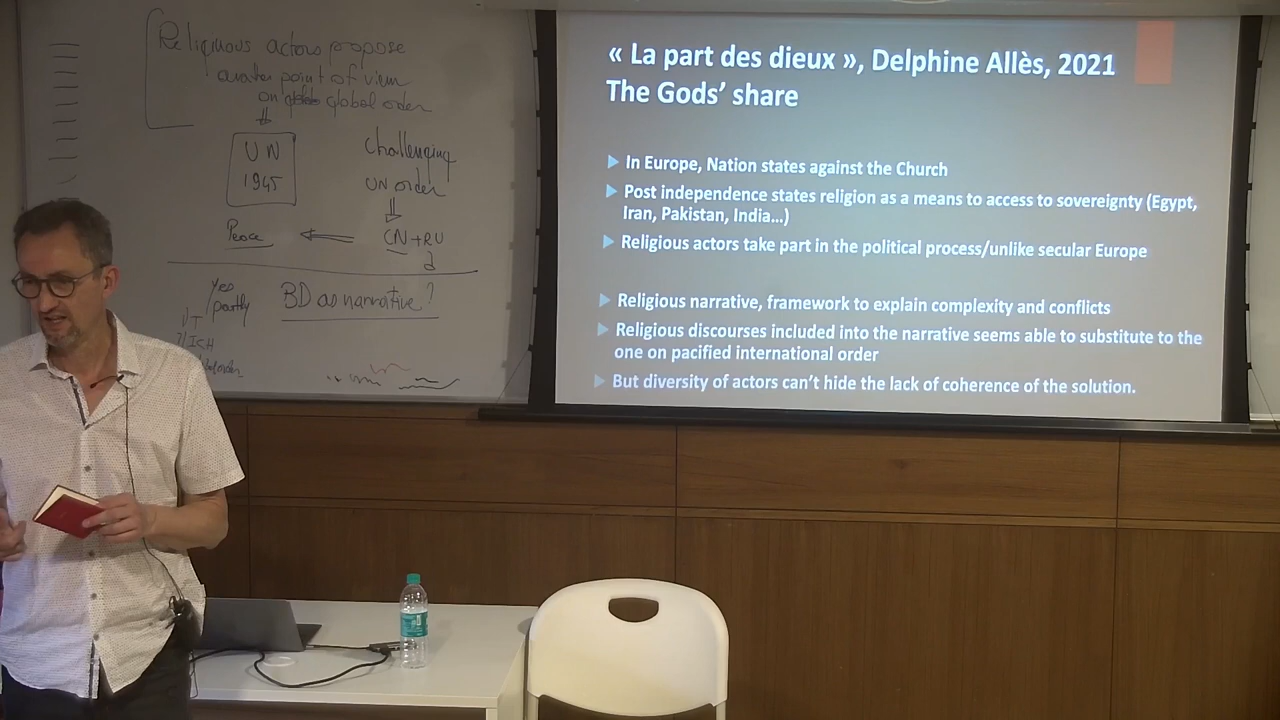 Religiuous actors propose
another point of view
on global order
UN
1945
Challenging
UN order
Peace
CN + RU
yes
partly
BD as narrative?
« La part des dieux », Delphine Allès, 2021
The Gods’ share
In Europe, Nation states against the Church
Post independence states religion as a means to access to sovereignty (Egypt,
Iran, Pakistan, India…)
Religious actors take part in the political process/unlike secular Europe
Religious narrative, framework to explain complexity and conflicts
Religious discourses included into the narrative seems able to substitute to the
one on pacified international order
But diversity of actors can’t hide the lack of coherence of the solution.